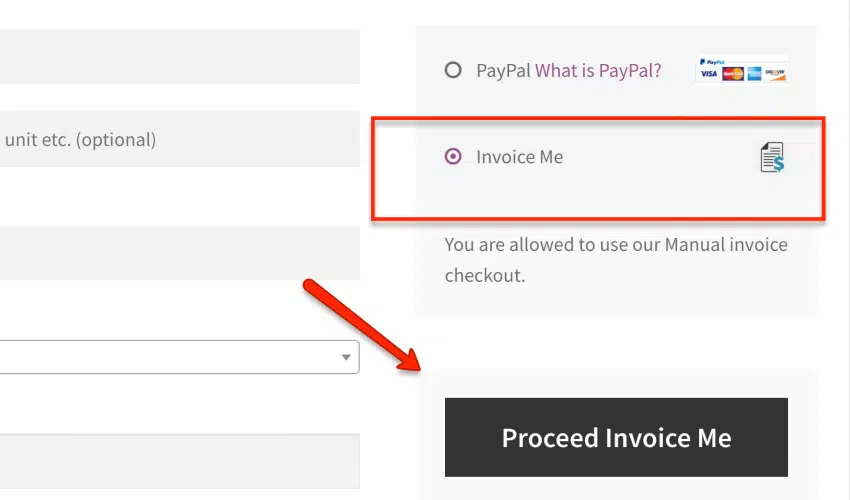 PayPal What is PayPal?
PayPal
VISA MasterCard DISCOVER
unit etc. (optional)
Invoice Me
$
You are allowed to use our Manual invoice
checkout.
Proceed Invoice Me